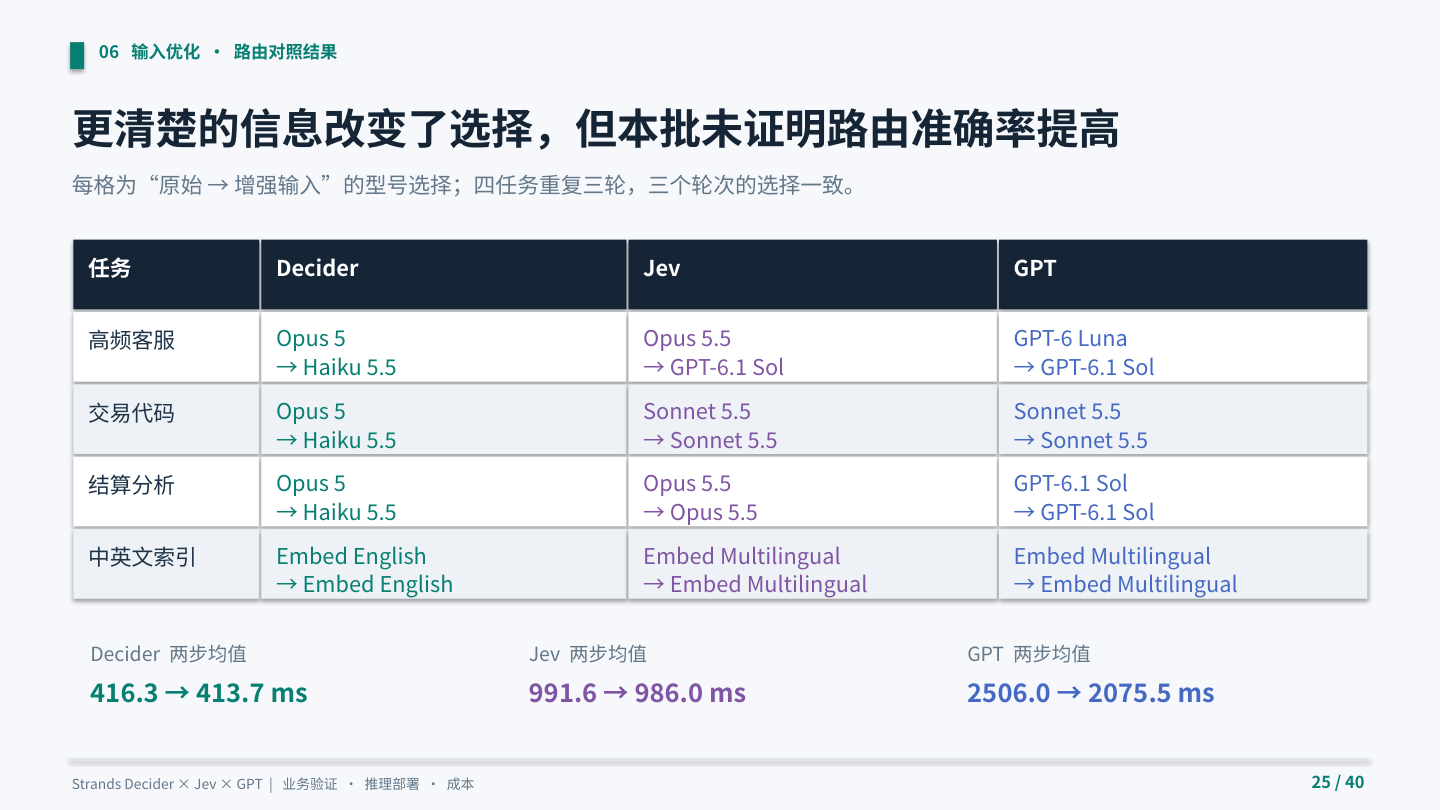 06 输入优化 · 路由对照结果
更清楚的信息改变了选择，但本批未证明路由准确率提高
每格为“原始 → 增强输入”的型号选择；四任务重复三轮，三个轮次的选择一致。
任务 Decider Jev GPT
高频客服 Opus 5 Opus 5.5 GPT-6 Luna
→ Haiku 5.5 → GPT-6.1 Sol → GPT-6.1 Sol
交易代码 Opus 5 Sonnet 5.5 Sonnet 5.5
→ Haiku 5.5 → Sonnet 5.5 → Sonnet 5.5
结算分析 Opus 5 Opus 5.5 GPT-6.1 Sol
→ Haiku 5.5 → Opus 5.5 → GPT-6.1 Sol
中英文索引 Embed English Embed Multilingual Embed Multilingual
→ Embed English → Embed Multilingual → Embed Multilingual
Decider 两步均值 Jev 两步均值 GPT 两步均值
416.3 → 413.7 ms 991.6 → 986.0 ms 2506.0 → 2075.5 ms
Strands Decider × Jev × GPT | 业务验证 · 推理部署 · 成本 25 / 40